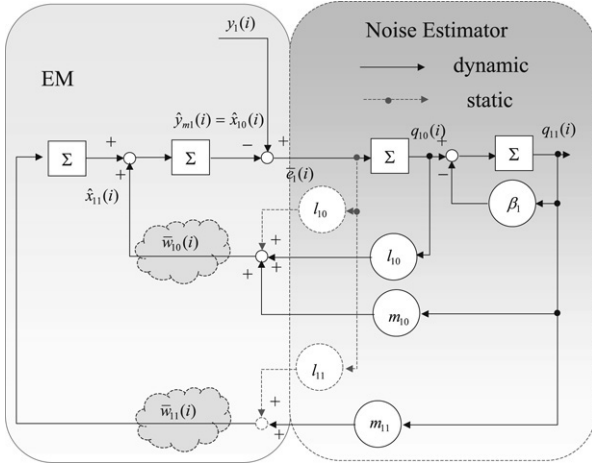 y₁(i)
Noise Estimator
EM
dynamic
static
ŷₘ₁(i) = x̂₁₀(i)
q₁₀(i)
q₁₁(i)
+
−
+
+
Σ
Σ
Σ
Σ
+
−
x̂₁₁(i)
e̅₁(i)
β₁
l₁₀
w̅₁₀(i)
+
+
+
+
l₁₀
m₁₀
l₁₁
w̅₁₁(i)
+
+
m₁₁